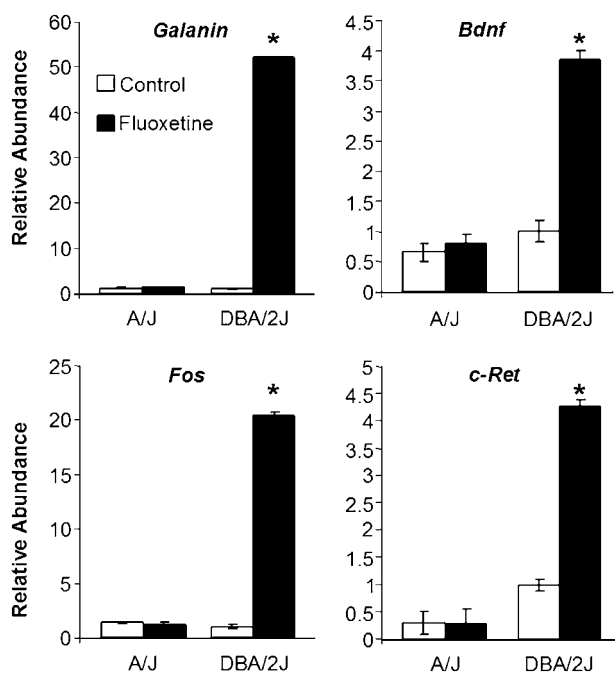 Galanin
Relative Abundance
60
50
40
30
20
10
0
Control
Fluoxetine
*
A/J
DBA/2J
Bdnf
4.5
4
3.5
3
2.5
2
1.5
1
0.5
0
*
A/J
DBA/2J
Fos
Relative Abundance
25
20
15
10
5
0
*
A/J
DBA/2J
c-Ret
5
4.5
4
3.5
3
2.5
2
1.5
1
0.5
0
*
A/J
DBA/2J